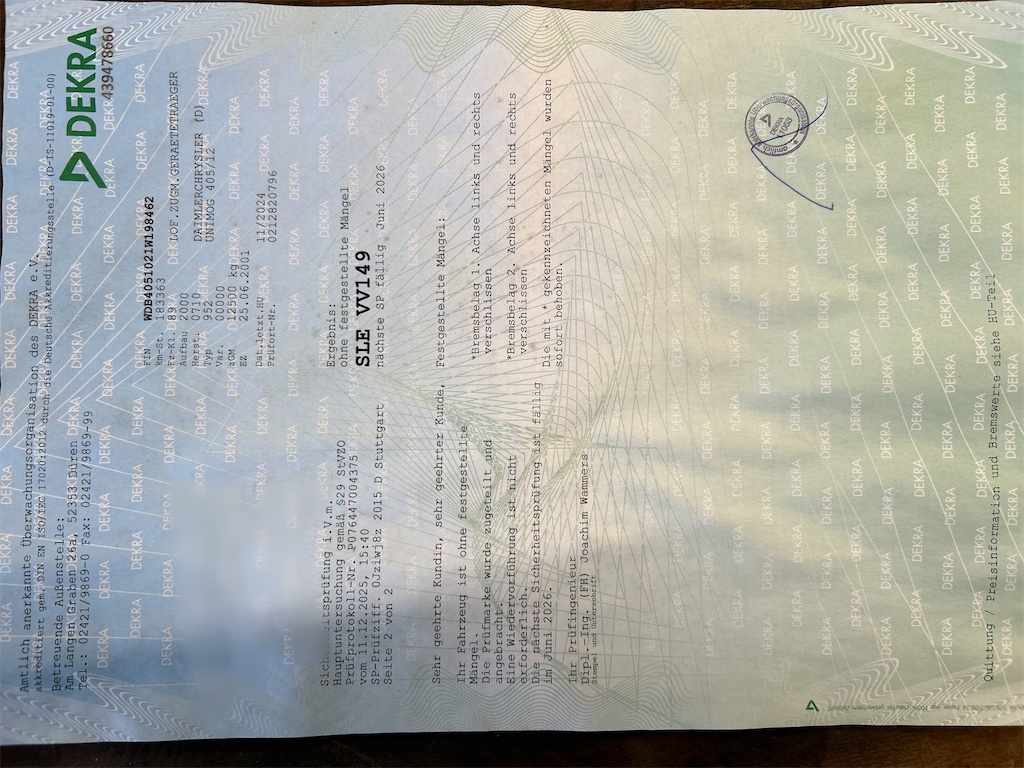 Amtlich anerkannte Überwachungsorganisation des DEKRA e.V.
akkreditiert gem. DIN EN ISO/IEC 17020:2012 durch die Deutsche Akkreditierungsstelle (D-IS-11019-01-00)
Betreuende Außenstelle:
Am Langen Graben 26a, 52353 Düren
Tel.: 02421/9869-0 Fax: 02421/9869-99
DEKRA
439478660
FIN WDB4051021W198462
km-St. 183363
Fz-Kl. 89 LOF.ZUGM.GERAETETRAEGER
Aufbau 2000
Herst. 0710 DAIMLERCHRYSLER (D)
Typ 952 UNIMOG 405/12
Var. 0000
zGM 12500 kg
EZ 25.06.2001
Dat.letzt.HU 11/2024
Prüfort-Nr. 0212820796
Sicherheitsprüfung i.V.m.
Hauptuntersuchung gemäß §29 StVZO
Prüfprotokoll-Nr. P076447004375
vom 11.12.2025, 15:40
SP-Prüfziff. 0Jziwj8z 2015 D Stuttgart
Seite 2 von 2
Ergebnis:
ohne festgestellte Mängel
SLE VV149
nächste SP fällig Juni 2026
Sehr geehrte Kundin, sehr geehrter Kunde,
Ihr Fahrzeug ist ohne festgestellte
Mängel.
Die Prüfmarke wurde zugeteilt und
angebracht.
Eine Wiedervorführung ist nicht
erforderlich.
Die nächste Sicherheitsprüfung ist fällig
im Juni 2026.
Ihr Prüfingenieur
Dipl.-Ing. (FH) Joachim Wammers
Stempel und Unterschrift
Festgestellte Mängel:
*Bremsbelag 1. Achse links und rechts
verschlissen.
*Bremsbelag 2. Achse links und rechts
verschlissen.
Die mit * gekennzeichneten Mängel wurden
sofort behoben.
DEKRA
1053
Quittung / Preisinformation und Bremswerte siehe HU-Teil